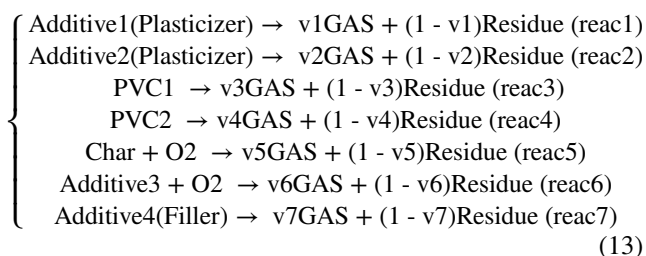 Additive1(Plasticizer) → v1GAS + (1 - v1)Residue (reac1)
Additive2(Plasticizer) → v2GAS + (1 - v2)Residue (reac2)
PVC1 → v3GAS + (1 - v3)Residue (reac3)
PVC2 → v4GAS + (1 - v4)Residue (reac4)
Char + O2 → v5GAS + (1 - v5)Residue (reac5)
Additive3 + O2 → v6GAS + (1 - v6)Residue (reac6)
Additive4(Filler) → v7GAS + (1 - v7)Residue (reac7)
(13)